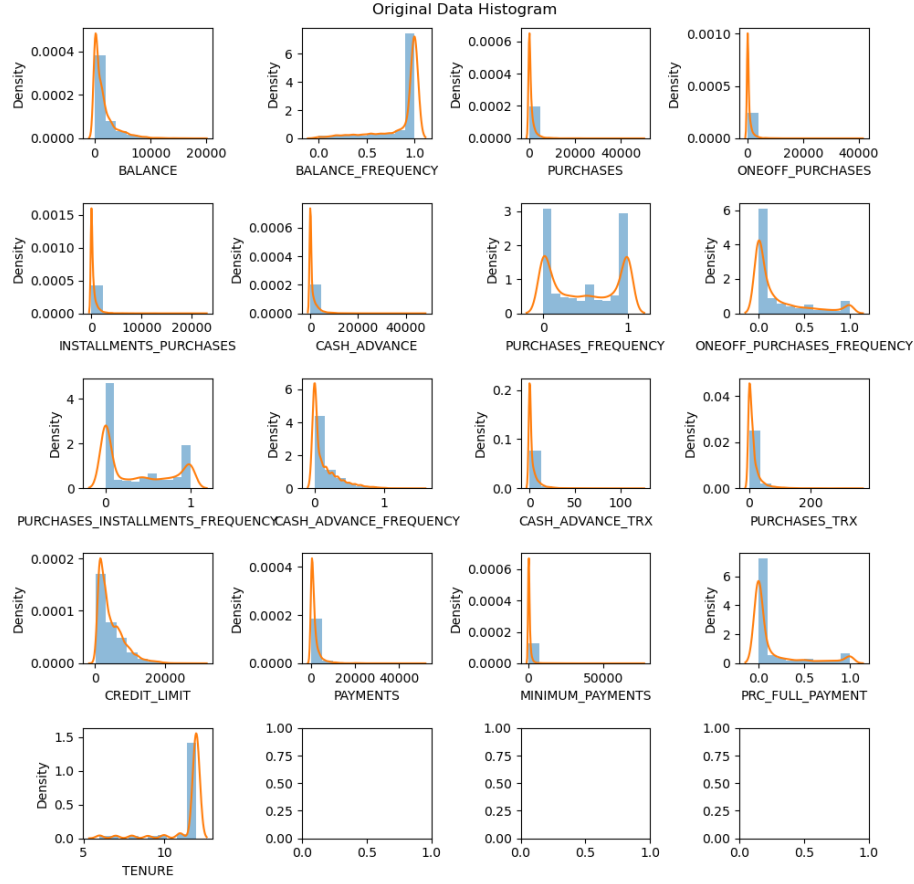 Original Data Histogram
Density
0.0004
0.0002
0.0000
0 10000 20000
BALANCE
Density
6
4
2
0
0.0 0.5 1.0
BALANCE_FREQUENCY
Density
0.0006
0.0004
0.0002
0.0000
0 20000 40000
PURCHASES
Density
0.0010
0.0005
0.0000
0 20000 40000
ONEOFF_PURCHASES
Density
0.0015
0.0010
0.0005
0.0000
0 10000 20000
INSTALLMENTS_PURCHASES
Density
0.0006
0.0004
0.0002
0.0000
0 20000 40000
CASH_ADVANCE
Density
3
2
1
0
0 1
PURCHASES_FREQUENCY
Density
6
4
2
0
0.0 0.5 1.0
ONEOFF_PURCHASES_FREQUENCY
Density
4
2
0
0 1
PURCHASES_INSTALLMENTS_FREQUENCY
Density
6
4
2
0
0 1
CASH_ADVANCE_FREQUENCY
Density
0.2
0.1
0.0
0 50 100
CASH_ADVANCE_TRX
Density
0.04
0.02
0.00
0 200
PURCHASES_TRX
Density
0.0002
0.0001
0.0000
0 20000
CREDIT_LIMIT
Density
0.0004
0.0002
0.0000
0 20000 40000
PAYMENTS
Density
0.0006
0.0004
0.0002
0.0000
0 50000
MINIMUM_PAYMENTS
Density
6
4
2
0
0.0 0.5 1.0
PRC_FULL_PAYMENT
Density
1.5
1.0
0.5
0.0
5 10
TENURE
1.00
0.75
0.50
0.25
0.00
0.0 0.5 1.0
1.00
0.75
0.50
0.25
0.00
0.0 0.5 1.0
1.00
0.75
0.50
0.25
0.00
0.0 0.5 1.0